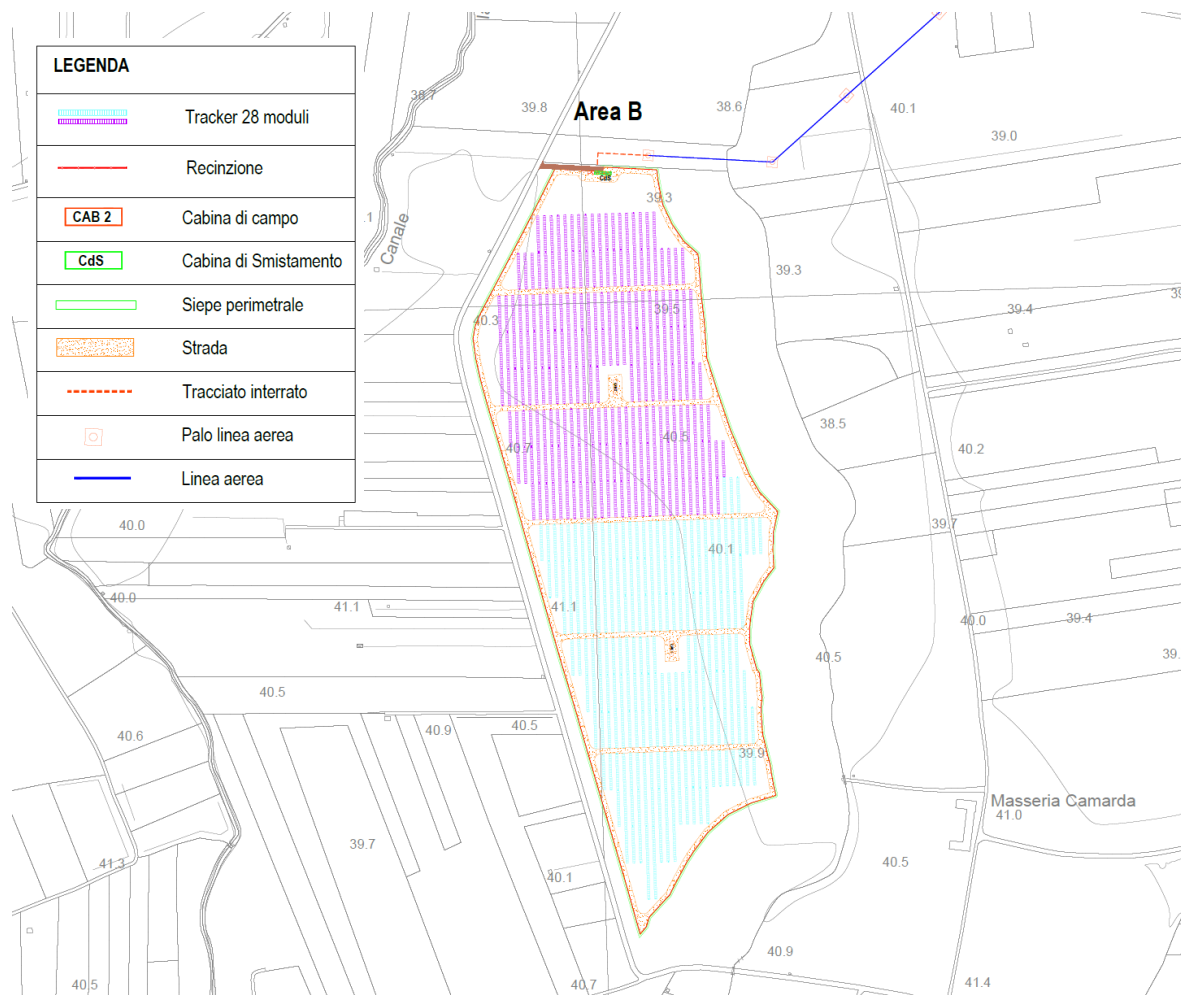 LEGENDA
Tracker 28 moduli
Recinzione
CAB 2 Cabina di campo
CdS Cabina di Smistamento
Siepe perimetrale
Strada
Tracciato interrato
Palo linea aerea
Linea aerea
Area B
38.7
39.8
38.6
40.1
39.0
CdS
39.3
.1
Canale
39.3
39.5
39.4
40.3
38.5
40.7
40.5
40.2
40.0
39.7
40.1
40.0
41.1
41.1
40.0
39.4
40.5
39.
40.5
40.9
40.5
40.6
39.9
Masseria Camarda
41.0
39.7
41.3
40.5
40.1
40.9
40.5
40.7
41.4